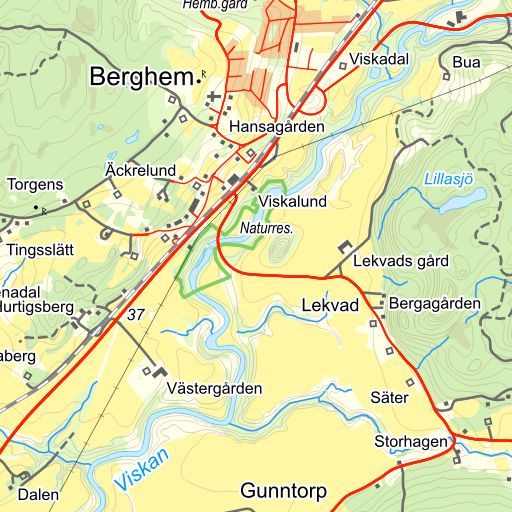 Hemb.gård
Viskadal
Bua
Berghem
Hansagården
Äckrelund
Torgens
Lillasjö
Viskalund
Naturres.
Tingsslätt
Lekvads gård
enadal
Hurtigsberg
37
Lekvad
Bergagården
aberg
Västergården
Säter
Storhagen
Viskan
Dalen
Gunntorp